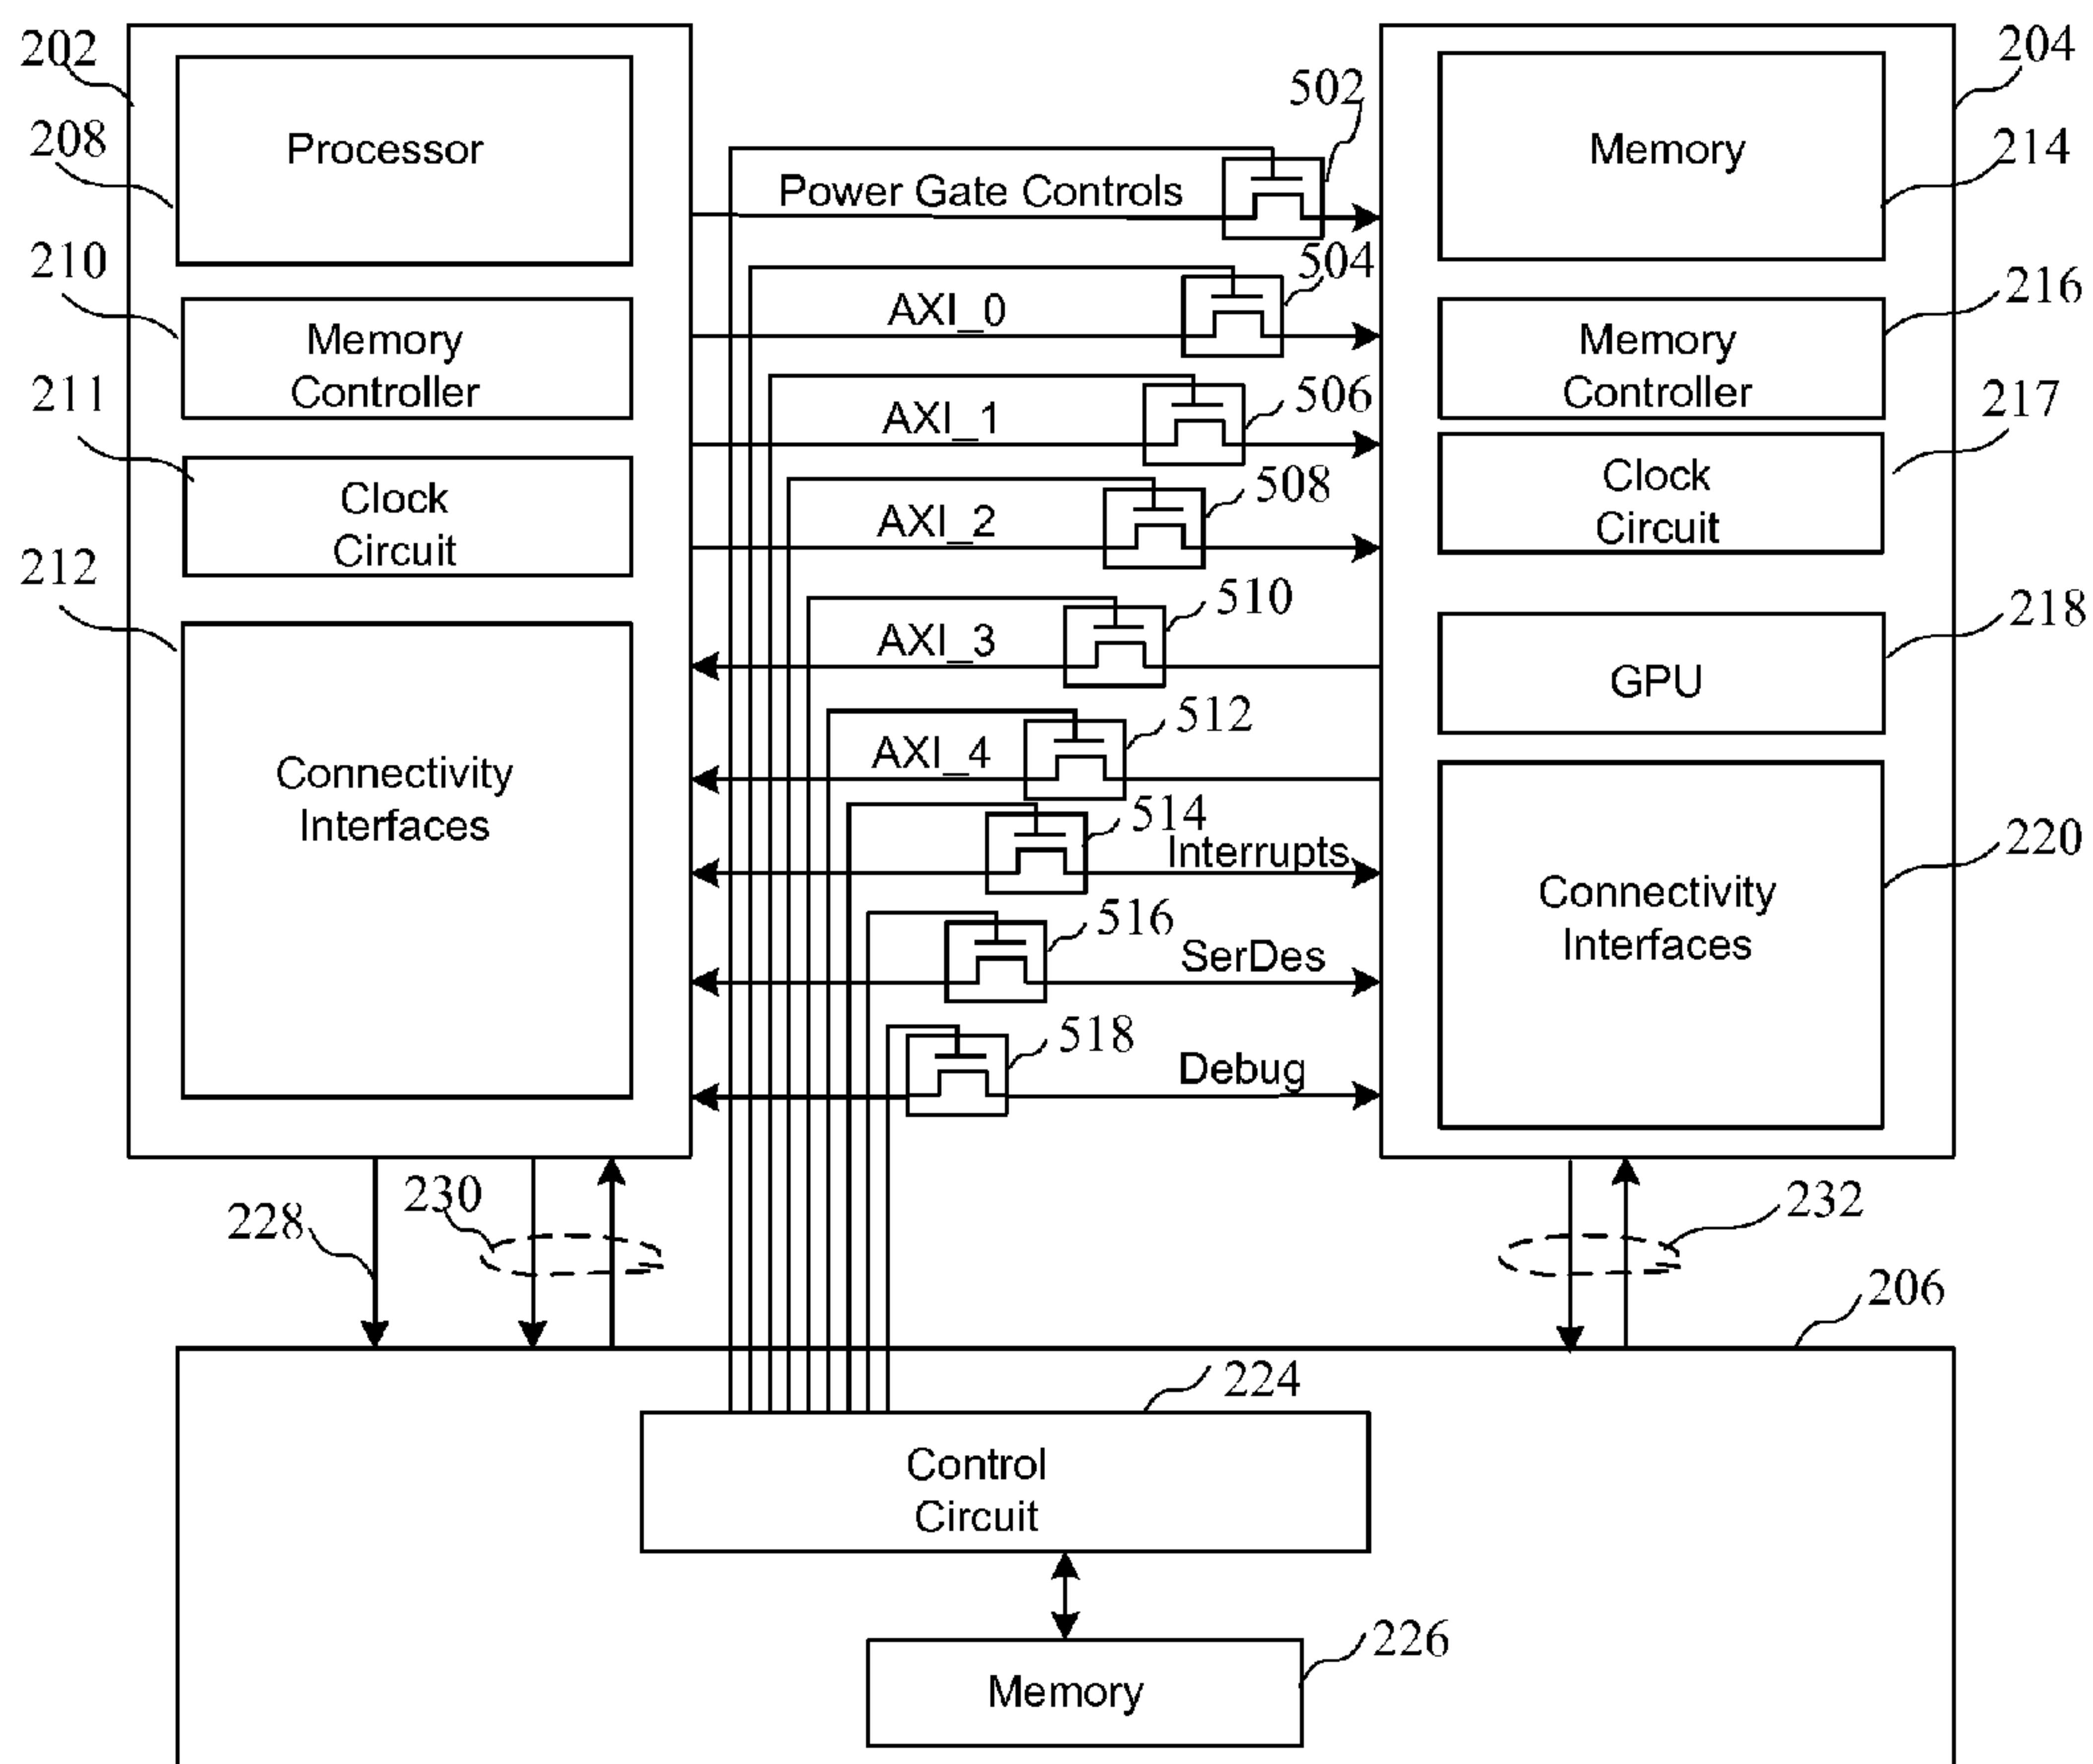 202
204
502
208
Processor
Memory
214
Power Gate Controls
210
504
216
AXI_0
Memory
Controller
Memory
Controller
211
506
217
AXI_1
Clock
Circuit
508
Clock
Circuit
AXI_2
212
510
218
AXI_3
GPU
512
AXI_4
Connectivity
Interfaces
514
Interrupts
220
Connectivity
Interfaces
516
SerDes
518
Debug
228
230
232
206
224
Control
Circuit
226
Memory